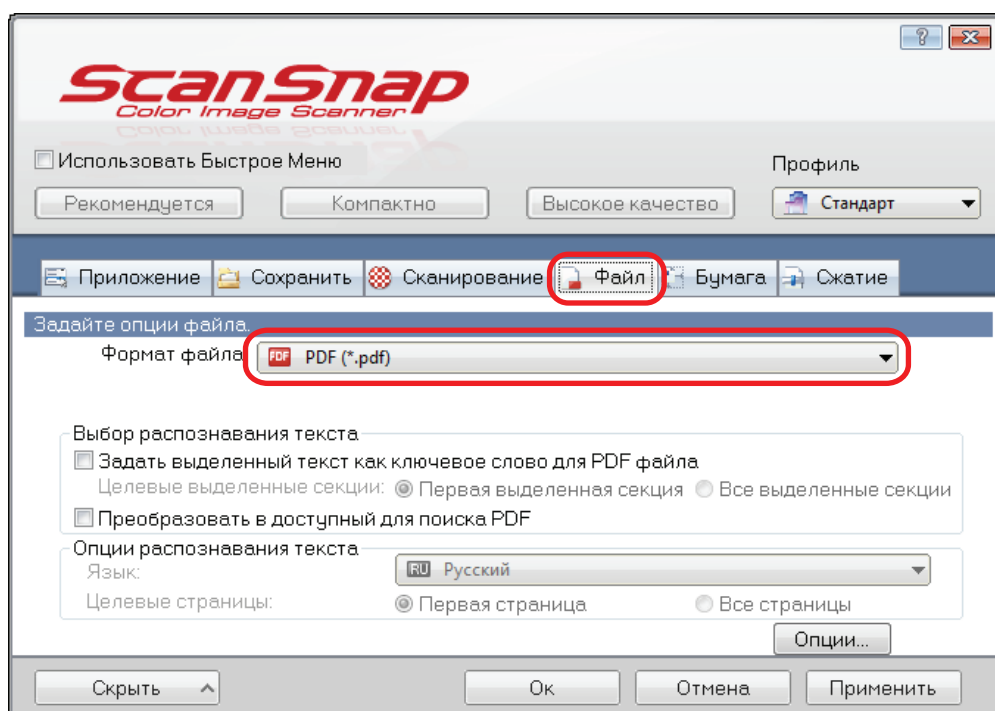 ScanSnap
Color Image Scanner
Использовать Быстрое Меню
Профиль
Рекомендуется Компактно Высокое качество Стандарт
Приложение Сохранить Сканирование Файл Бумага Сжатие
Задайте опции файла.
Формат файла PDF PDF (*.pdf)
Выбор распознавания текста
Задать выделенный текст как ключевое слово для PDF файла
Целевые выделенные секции: Первая выделенная секция Все выделенные секции
Преобразовать в доступный для поиска PDF
Опции распознавания текста
Язык: RU Русский
Целевые страницы: Первая страница Все страницы
Опции...
Скрыть Ок Отмена Применить